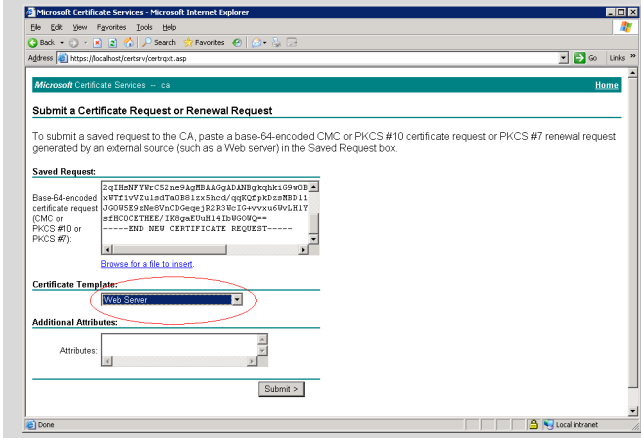 Microsoft Certificate Services - Microsoft Internet Explorer
File Edit View Favorites Tools Help
Back Search Favorites
Address https://localhost/certsrv/certrqxt.asp Go Links »
Microsoft Certificate Services -- ca Home
Submit a Certificate Request or Renewal Request
To submit a saved request to the CA, paste a base-64-encoded CMC or PKCS #10 certificate request or PKCS #7 renewal request
generated by an external source (such as a Web server) in the Saved Request box.
Saved Request:
Base-64-encoded
certificate request
(CMC or
PKCS #10 or
PKCS #7):
-----END NEW CERTIFICATE REQUEST-----
Browse for a file to insert.
Certificate Template:
Web Server
Additional Attributes:
Attributes:
Submit >
Done Local intranet